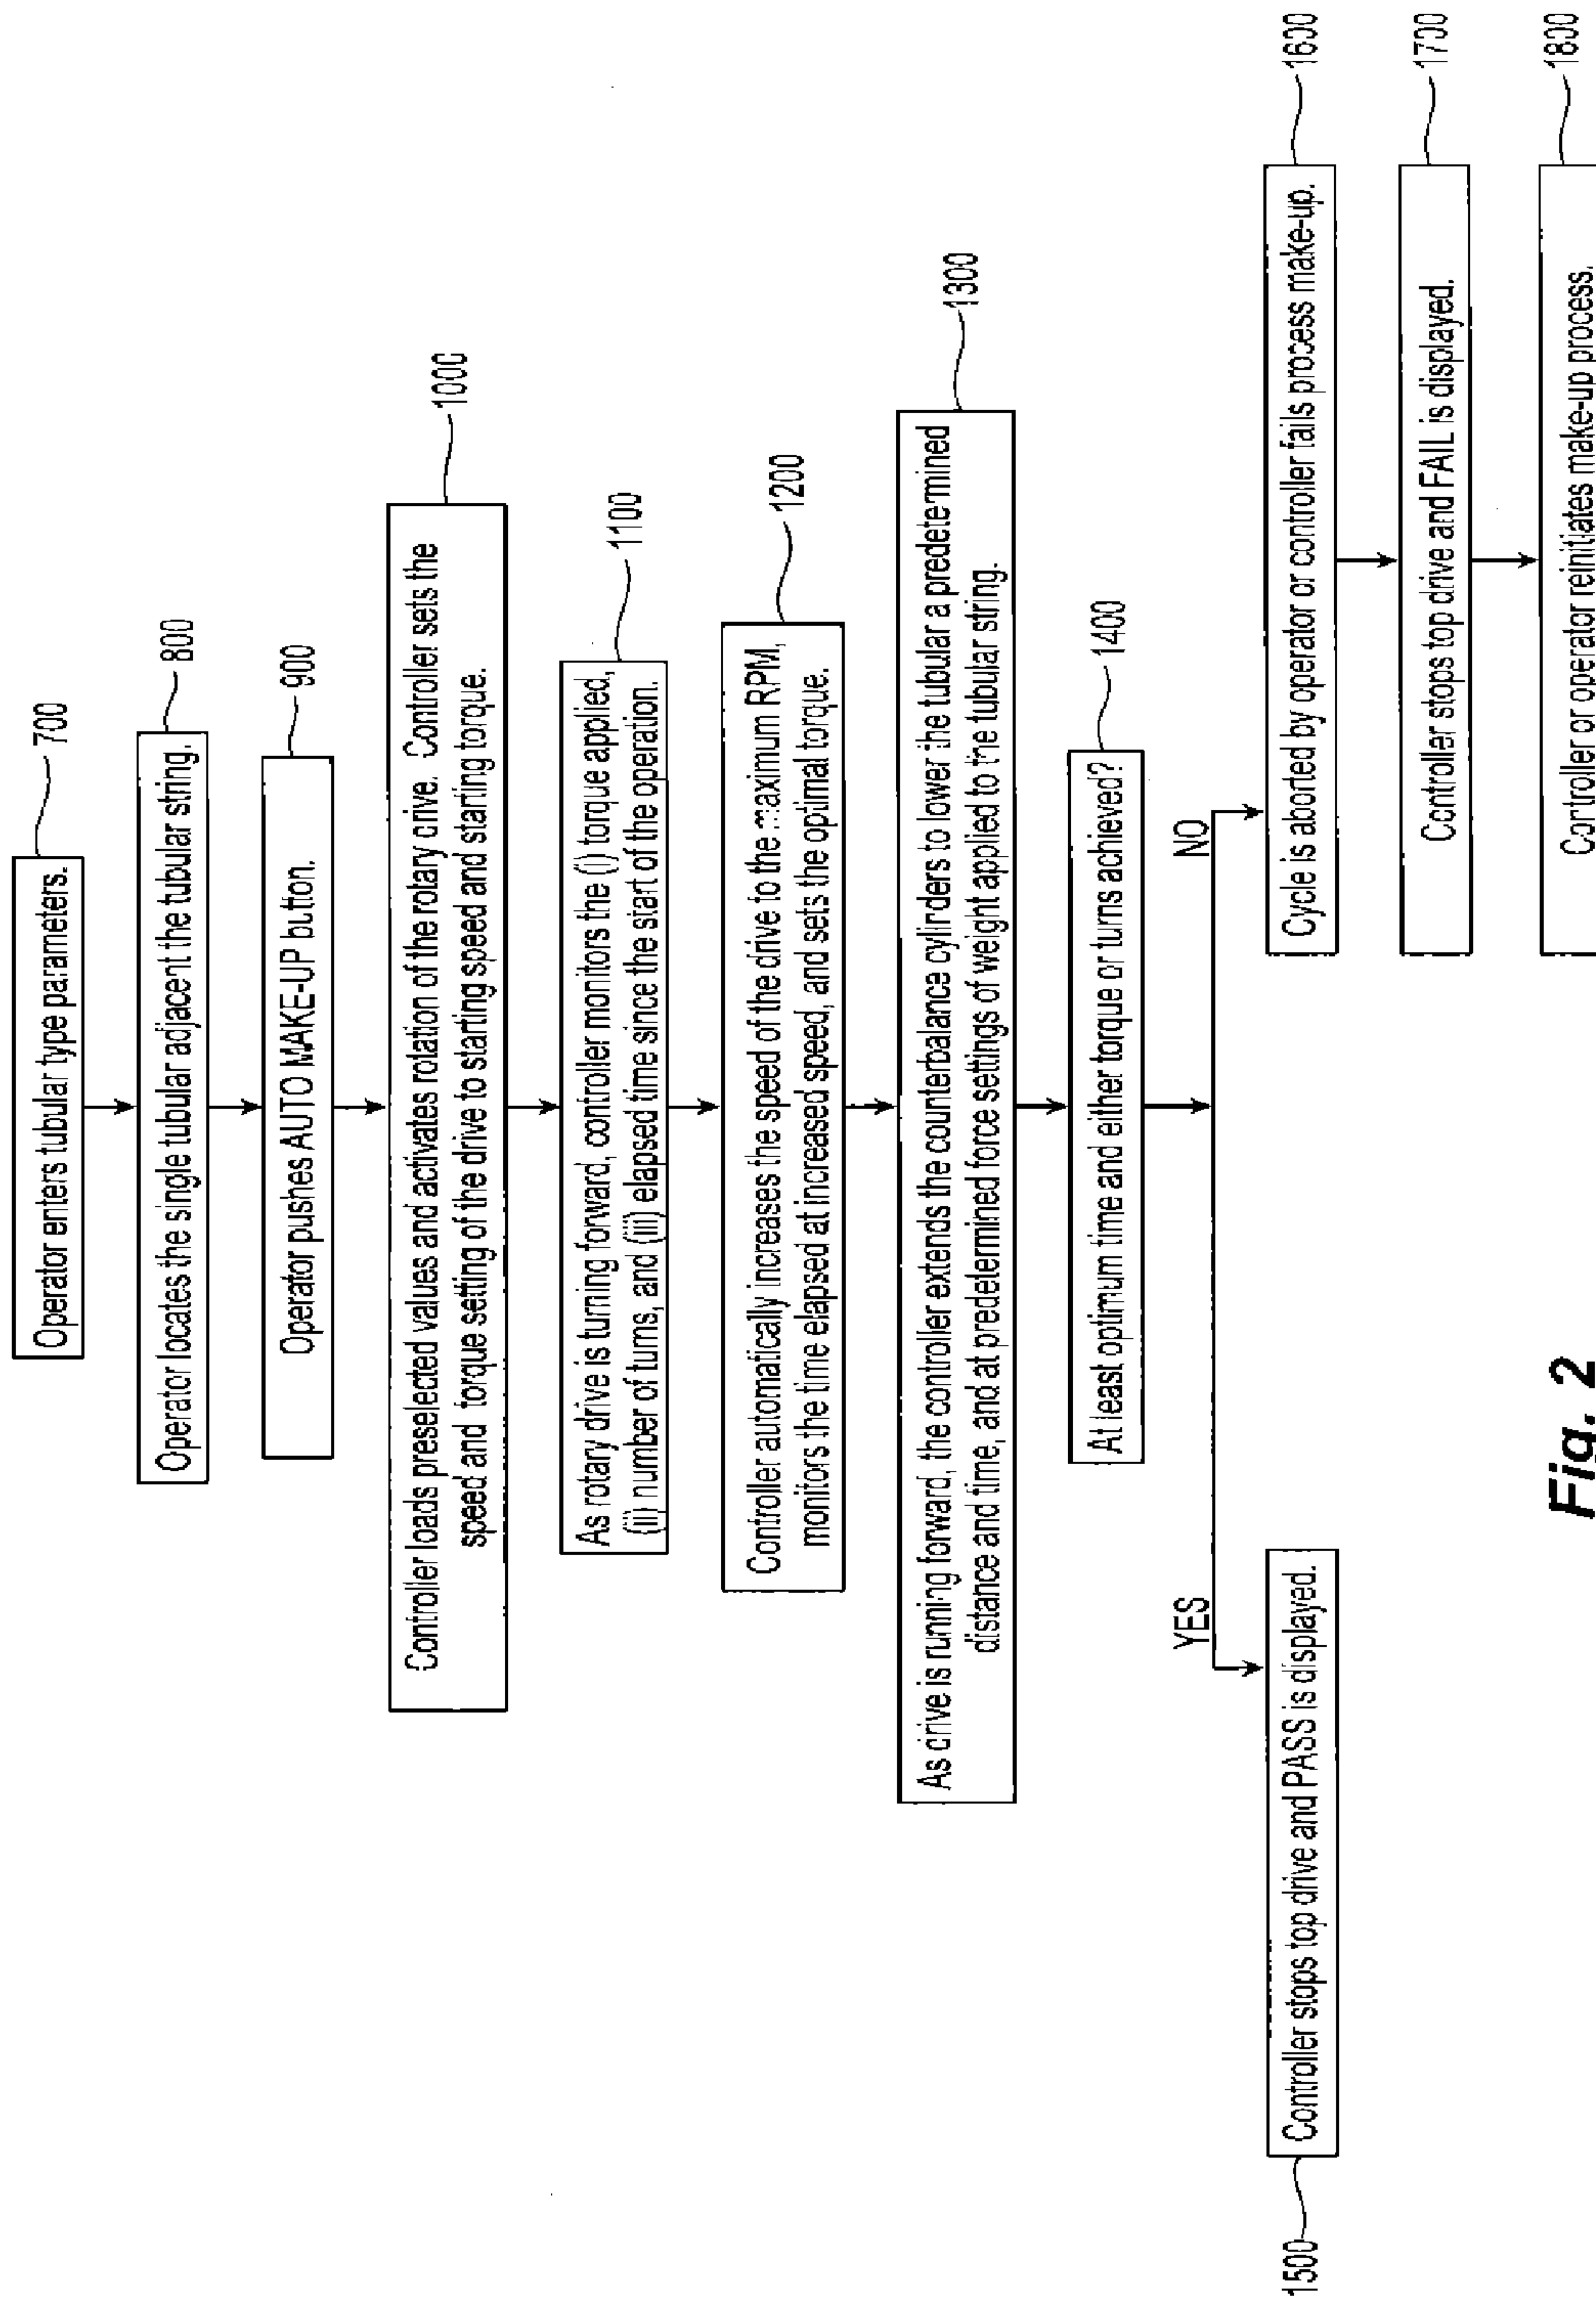 Operator enters tubular type parameters.
700
Operator locates the single tubular adjacent the tubular string.
800
Operator pushes AUTO MAKE-UP button.
900
Controller loads preselected values and activates rotation of the rotary drive. Controller sets the
speed and torque setting of the drive to starting speed and starting torque.
1000
As rotary drive is turning forward, controller monitors the (i) torque applied,
(ii) number of turns, and (iii) elapsed time since the start of the operation.
1100
Controller automatically increases the speed of the drive to the maximum RPM,
monitors the time elapsed at increased speed, and sets the optimal torque.
1200
As drive is running forward, the controller extends the counterbalance cylinders to lower the tubular a predetermined
distance and time, and at predetermined force settings of weight applied to the tubular string.
1300
At least optimum time and either torque or turns achieved?
1400
YES
NO
Controller stops top drive and PASS is displayed.
1500
Cycle is aborted by operator or controller fails process make-up.
1600
Controller stops top drive and FAIL is displayed.
1700
Controller or operator reinitiates make-up process.
1800
Fig. 2